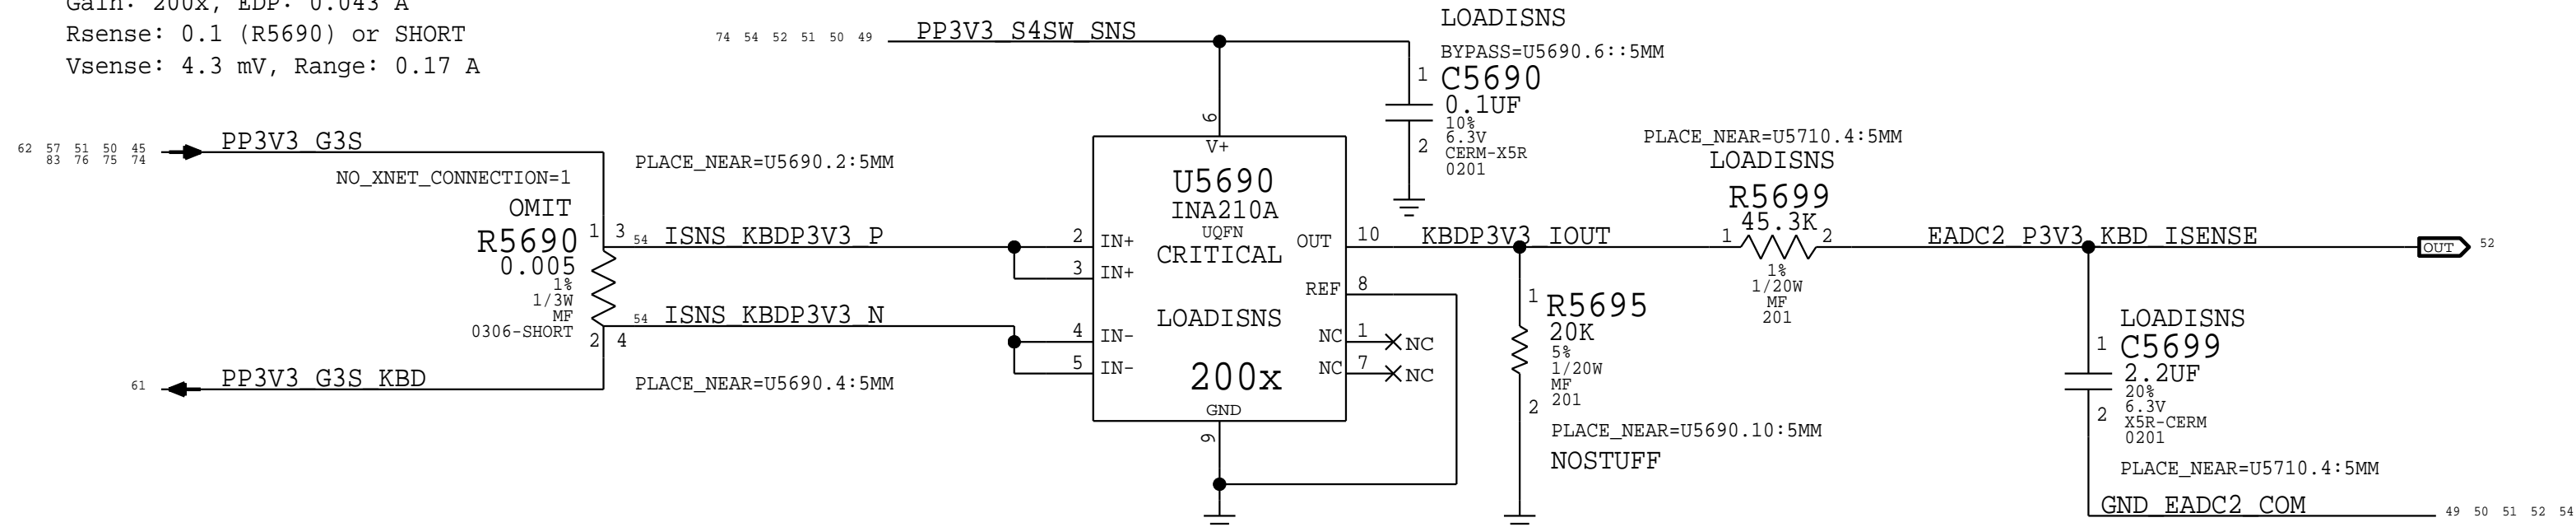 Gain: 200x, EDP: 0.043 A
Rsense: 0.1 (R5690) or SHORT
Vsense: 4.3 mV, Range: 0.17 A
74 54 52 51 50 49
PP3V3_S4SW_SNS
LOADISNS
BYPASS=U5690.6::5MM
1
C5690
0.1UF
10%
6.3V
CERM-X5R
0201
2
62 57 51 50 45
83 76 75 74
PP3V3_G3S
NO_XNET_CONNECTION=1
PLACE_NEAR=U5690.2:5MM
OMIT
R5690
0.005
1%
1/3W
MF
0306-SHORT
1 3
2 4
54 ISNS_KBDP3V3_P
54 ISNS_KBDP3V3_N
61
PP3V3_G3S_KBD
PLACE_NEAR=U5690.4:5MM
6
V+
U5690
INA210A
UQFN
CRITICAL
LOADISNS
200x
GND
9
2 IN+
3 IN+
4 IN-
5 IN-
OUT 10
REF 8
NC 1 NC
NC 7 NC
KBDP3V3_IOUT
1
R5695
20K
5%
1/20W
MF
201
2
PLACE_NEAR=U5690.10:5MM
NOSTUFF
PLACE_NEAR=U5710.4:5MM
LOADISNS
R5699
45.3K
1 2
1%
1/20W
MF
201
EADC2_P3V3_KBD_ISENSE
OUT 52
LOADISNS
1
C5699
2.2UF
20%
6.3V
X5R-CERM
0201
2
PLACE_NEAR=U5710.4:5MM
GND_EADC2_COM
49 50 51 52 54